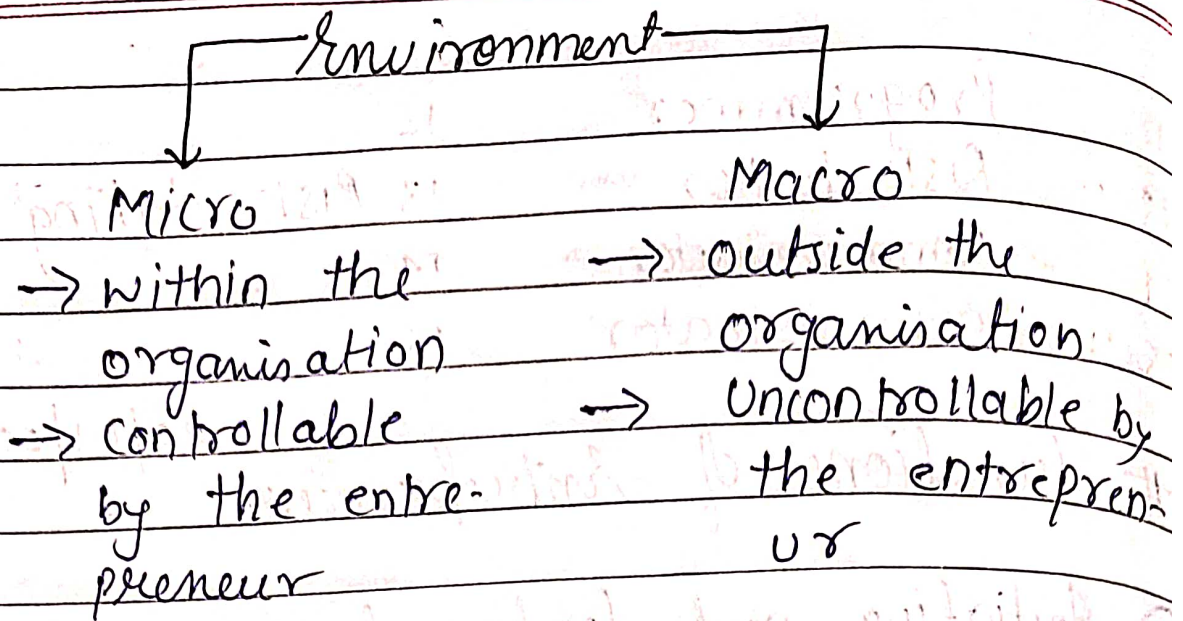 Environment
Micro
→ within the
organisation
→ Controllable
by the entre-
preneur
Macro
→ outside the
organisation
→ Uncontrollable by
the entrepren-
ur